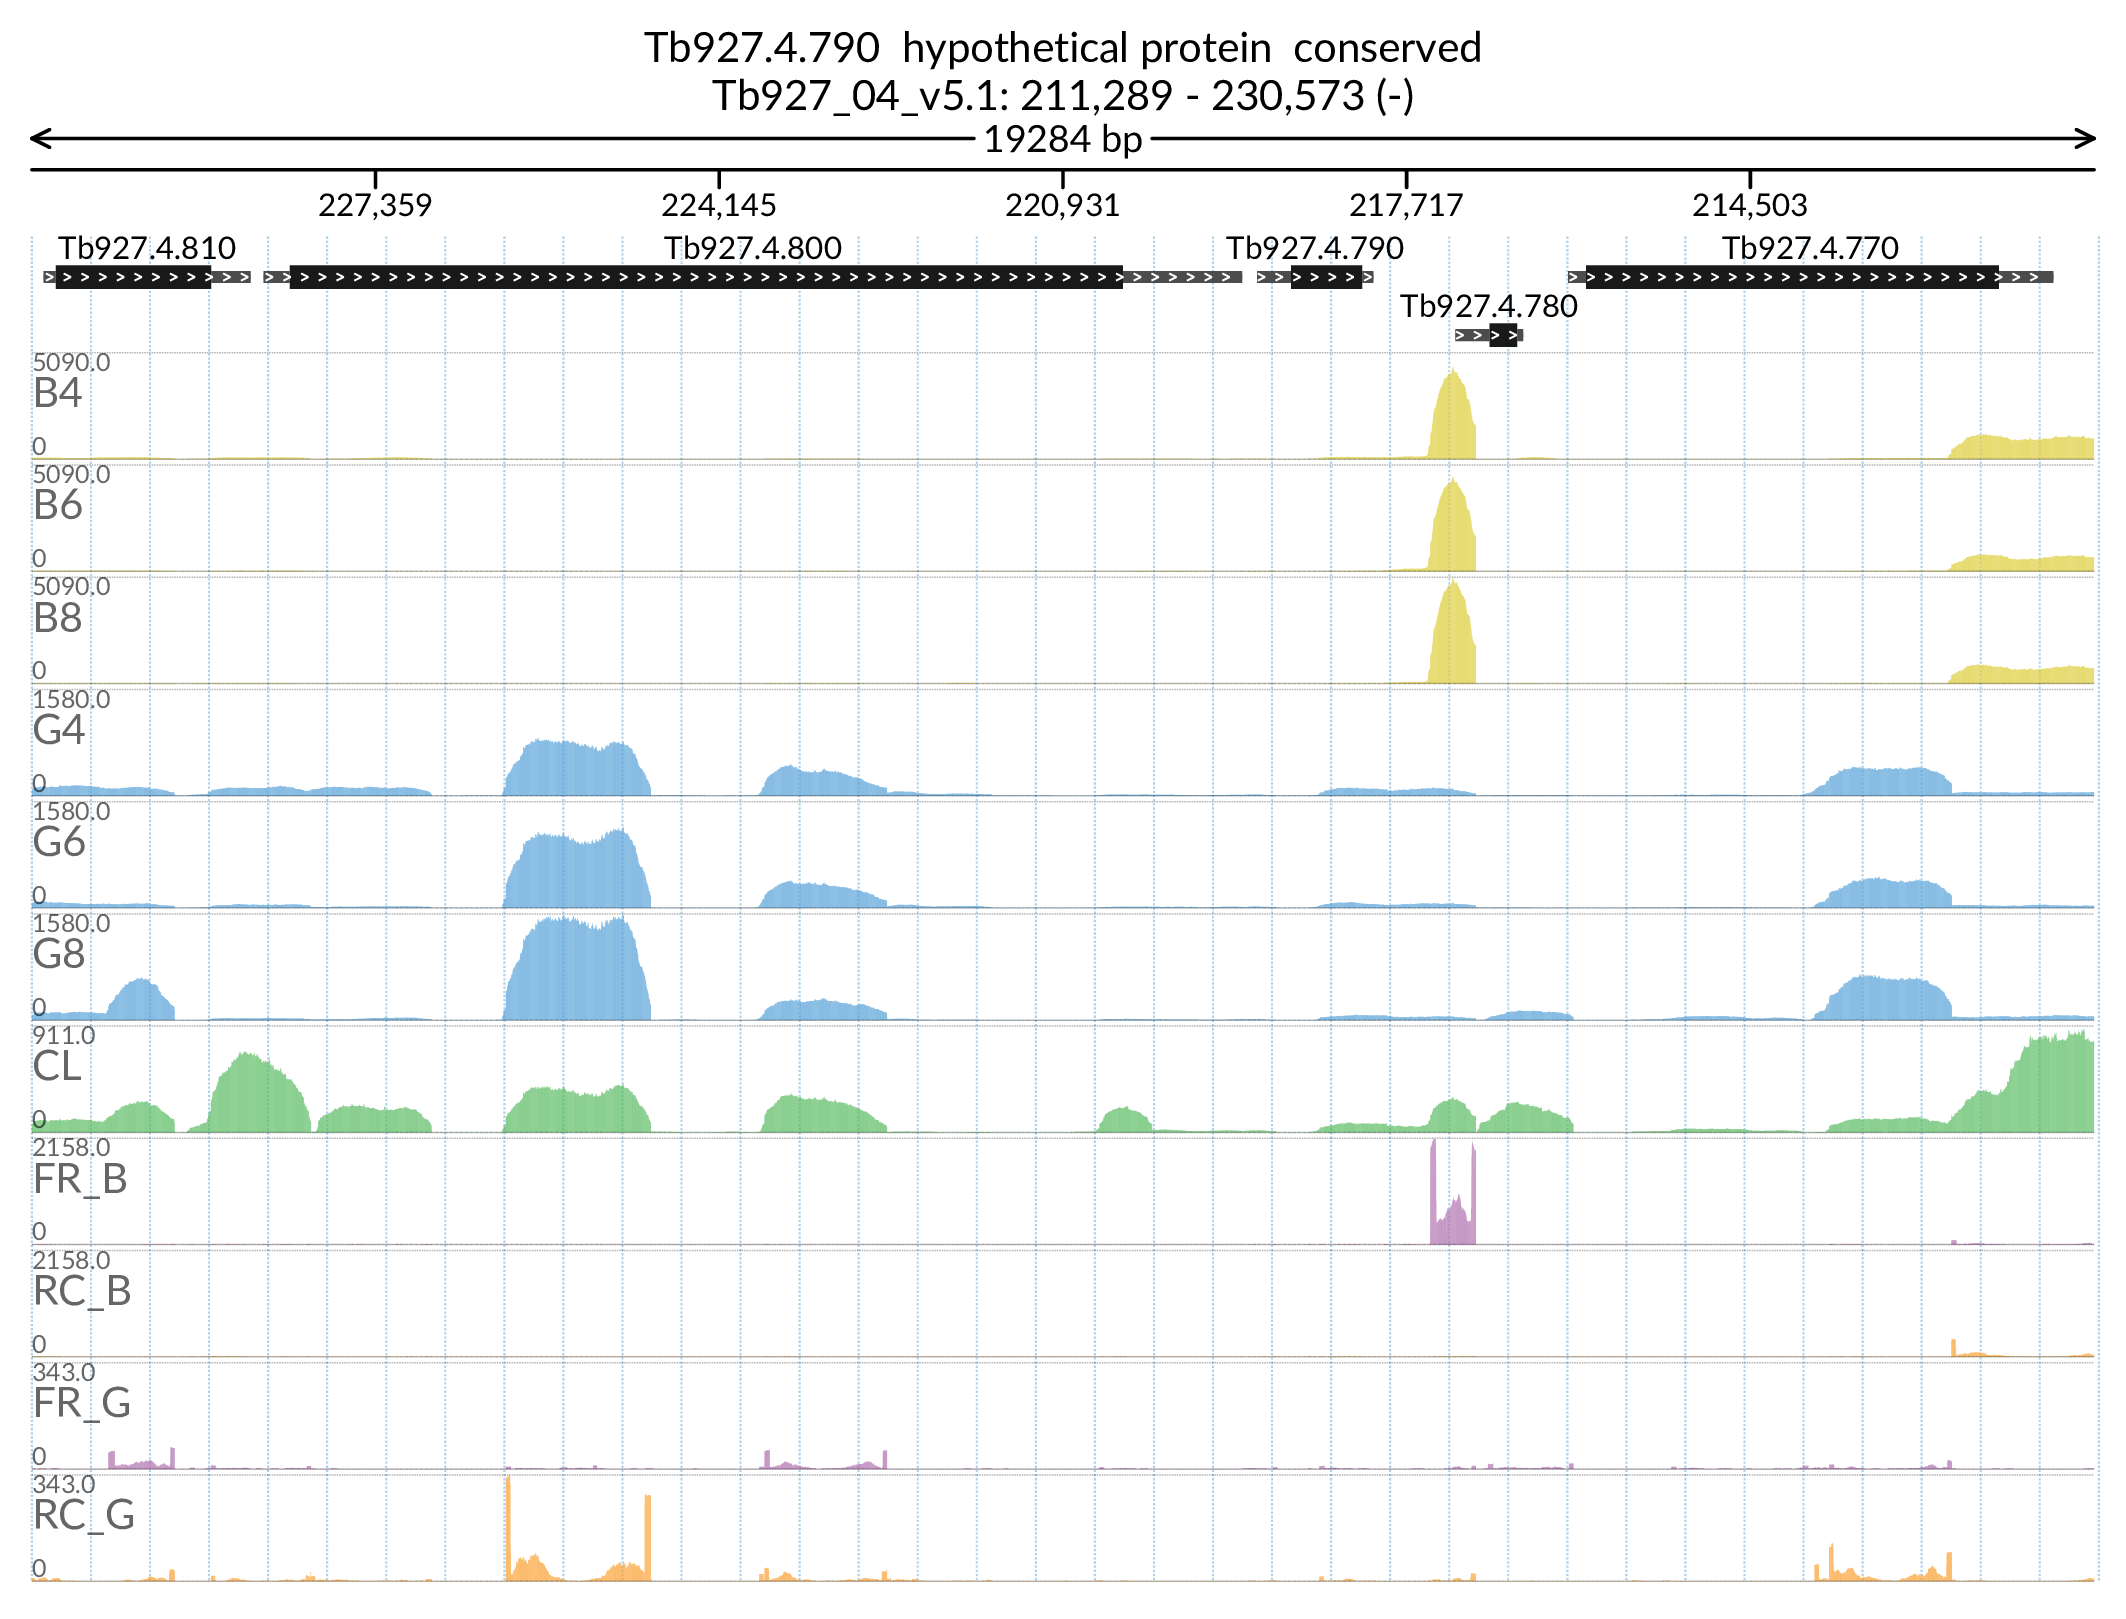 Tb927.4.790  hypothetical protein  conserved
Tb927_04_v5.1: 211,289 - 230,573 (-)
19284 bp
227,359 224,145 220,931 217,717 214,503
Tb927.4.810 Tb927.4.800 Tb927.4.790 Tb927.4.770
Tb927.4.780
5090.0
B4
0
5090.0
B6
0
5090.0
B8
0
1580.0
G4
0
1580.0
G6
0
1580.0
G8
0
911.0
CL
0
2158.0
FR_B
0
2158.0
RC_B
0
343.0
FR_G
0
343.0
RC_G
0